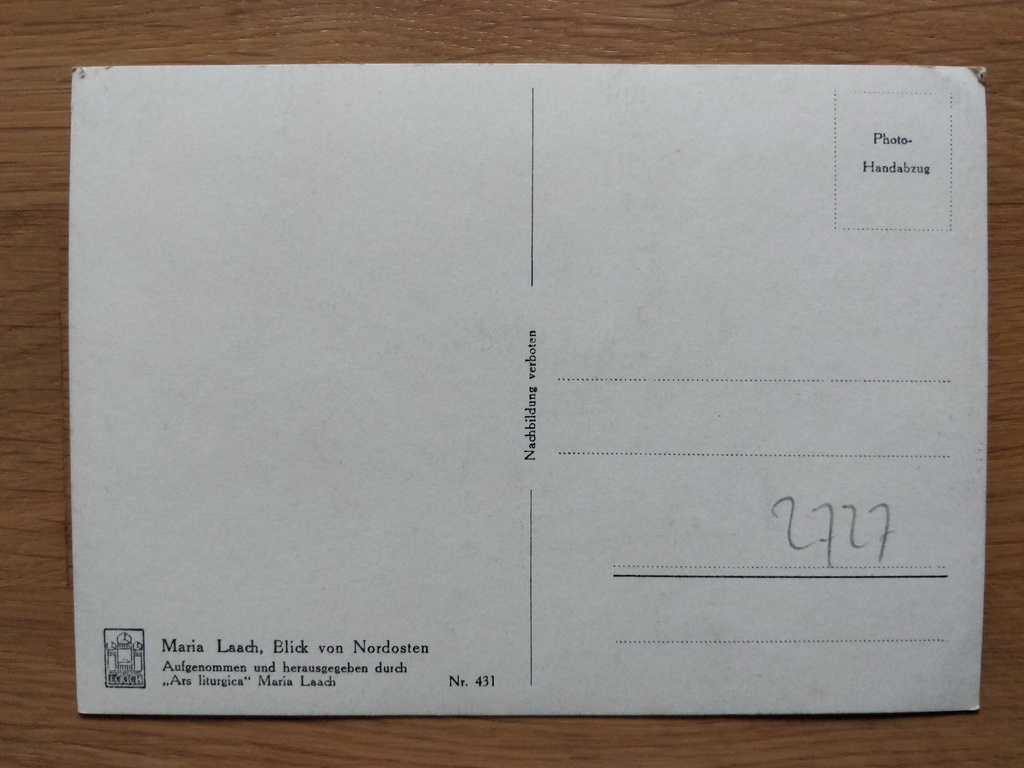 Photo-
Handabzug
Nachbildung verboten
2727
LAACH
Maria Laach, Blick von Nordosten
Aufgenommen und herausgegeben durch
„Ars liturgica“ Maria Laach
Nr. 431